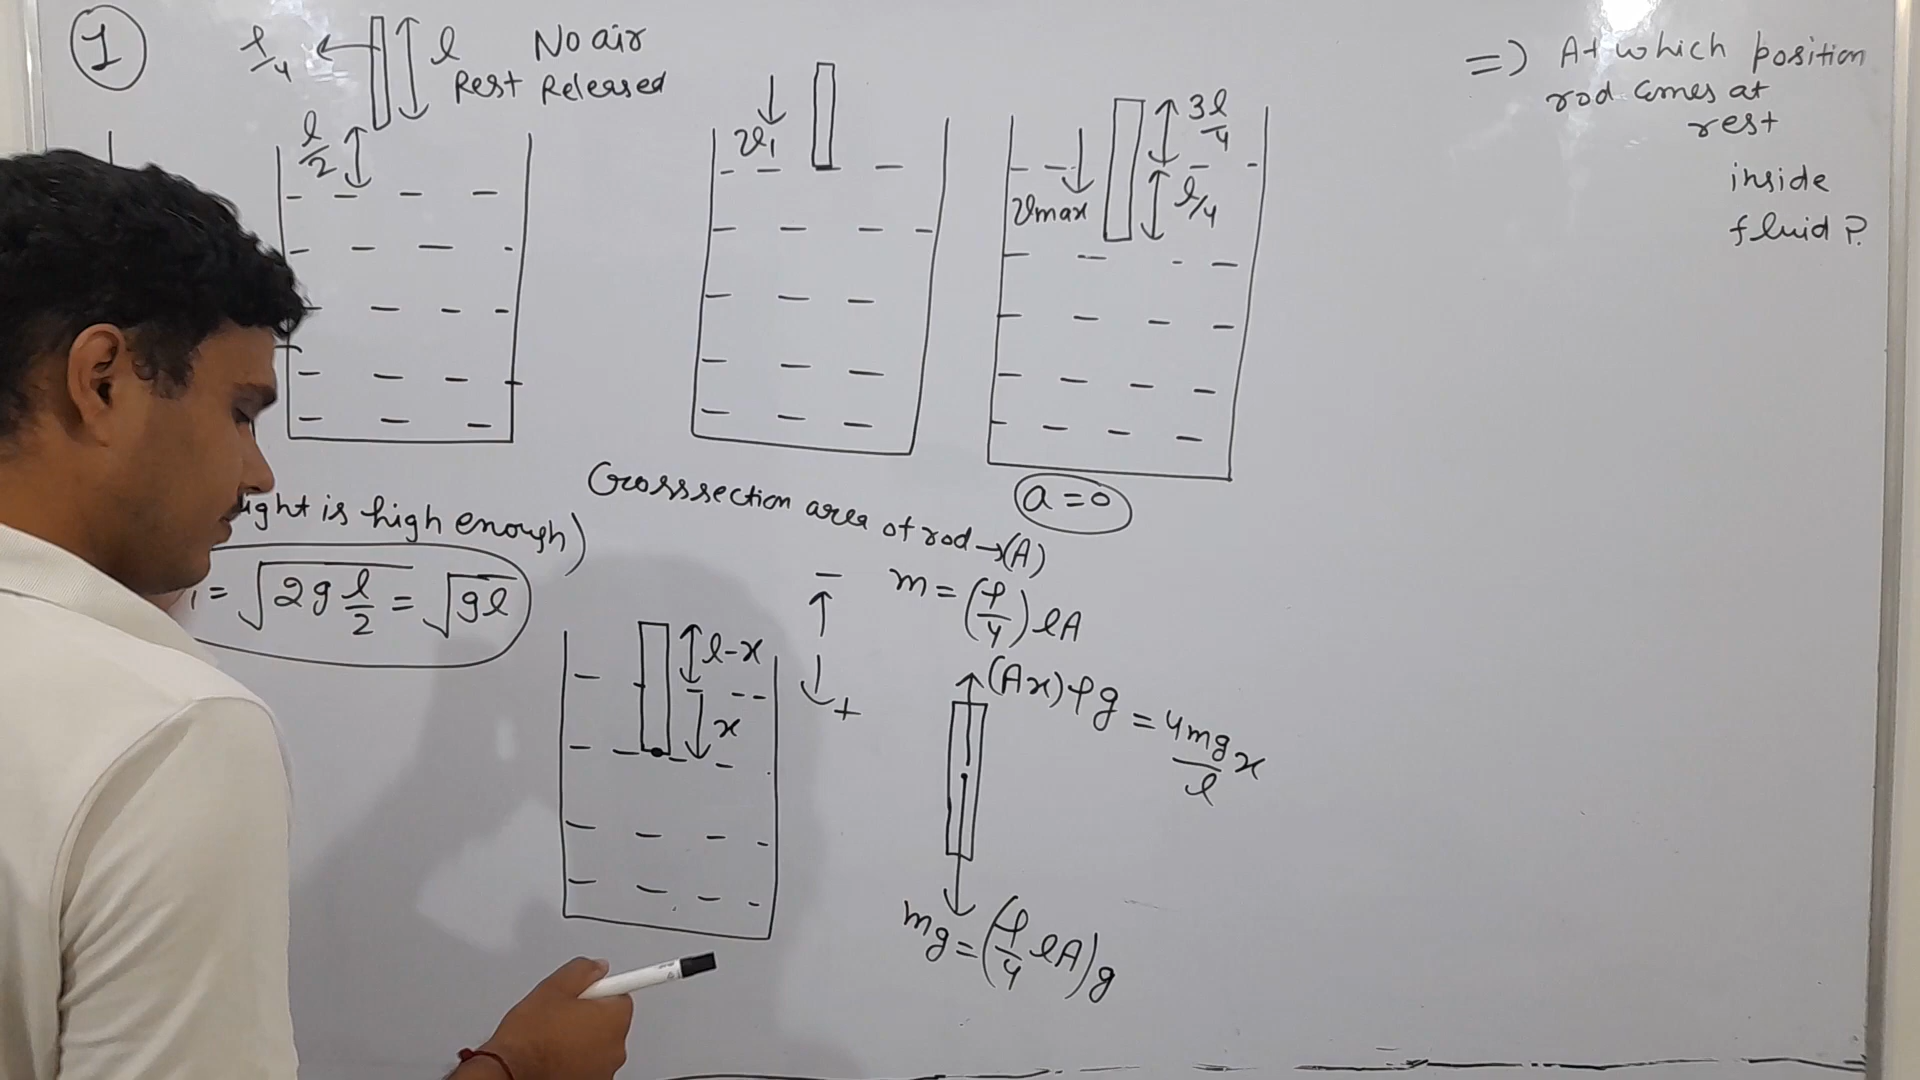 1
ρ/4
l
No air
Rest Released
l/2
v₁
3l/4
vmax
l/4
=) At which position
rod comes at
rest
inside
fluid ?
a=0
is high enough)
Crosssection area of rod →(A)
= √(2g l/2) = √(gl)
m = (ρ/4) lA
−
+
l-x
x
(Ax)ρg = 4mg/l x
mg = (ρ/4 lA)g